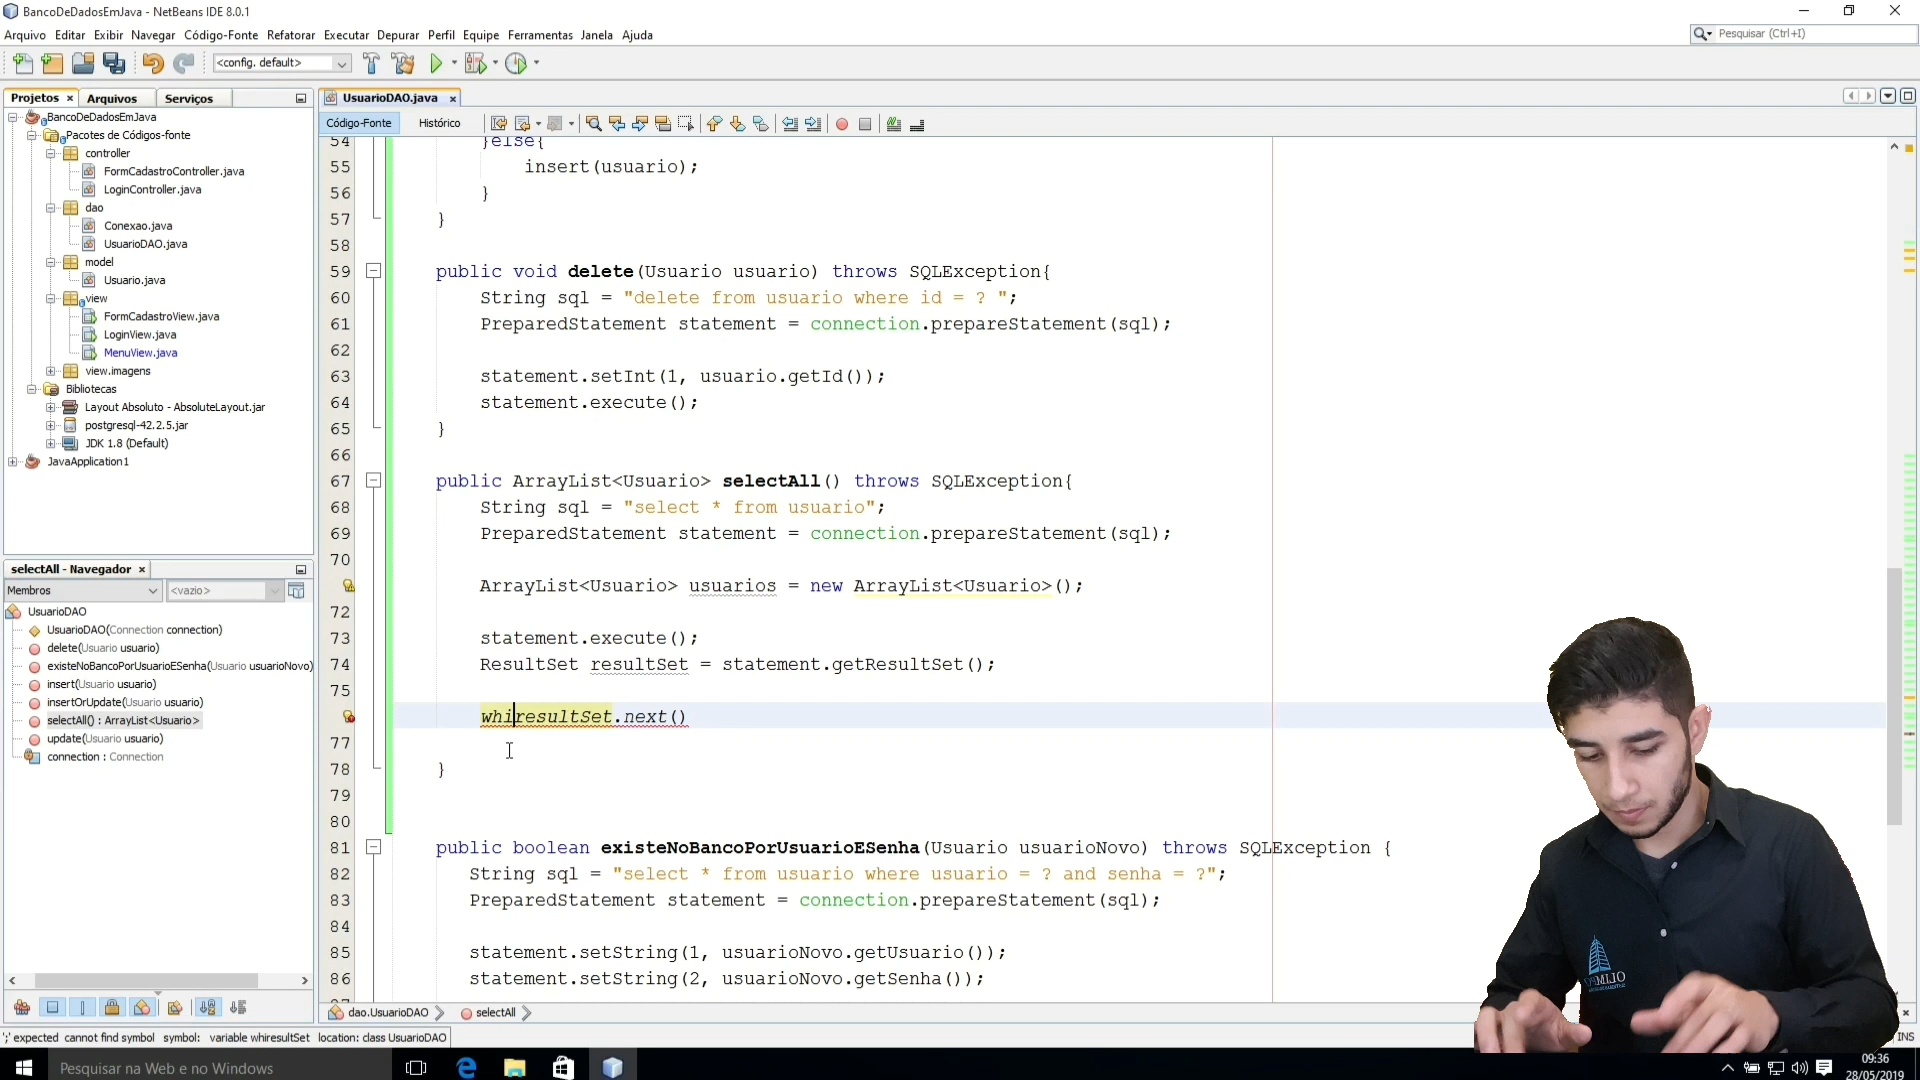 BancoDeDadosEmJava - NetBeans IDE 8.0.1
Arquivo Editar Exibir Navegar Código-Fonte Refatorar Executar Depurar Perfil Equipe Ferramentas Janela Ajuda
Pesquisar (Ctrl+I)
<config. default>
Projetos Arquivos Serviços
UsuarioDAO.java
Código-Fonte Histórico
BancoDeDadosEmJava
Pacotes de Códigos-fonte
controller
FormCadastroController.java
LoginController.java
dao
Conexao.java
UsuarioDAO.java
model
Usuario.java
view
FormCadastroView.java
LoginView.java
MenuView.java
view.imagens
Bibliotecas
Layout Absoluto - AbsoluteLayout.jar
postgresql-42.2.5.jar
JDK 1.8 (Default)
JavaApplication1
selectAll - Navegador
Membros <vazio>
UsuarioDAO
UsuarioDAO(Connection connection)
delete(Usuario usuario)
existeNoBancoPorUsuarioESenha(Usuario usuarioNovo)
insert(Usuario usuario)
insertOrUpdate(Usuario usuario)
selectAll() : ArrayList<Usuario>
update(Usuario usuario)
connection : Connection
54 }else{
55 insert(usuario);
56 }
57 }
58
59 public void delete(Usuario usuario) throws SQLException{
60 String sql = "delete from usuario where id = ? ";
61 PreparedStatement statement = connection.prepareStatement(sql);
62
63 statement.setInt(1, usuario.getId());
64 statement.execute();
65 }
66
67 public ArrayList<Usuario> selectAll() throws SQLException{
68 String sql = "select * from usuario";
69 PreparedStatement statement = connection.prepareStatement(sql);
70
ArrayList<Usuario> usuarios = new ArrayList<Usuario>();
72
73 statement.execute();
74 ResultSet resultSet = statement.getResultSet();
75
whiresultSet.next()
77
78 }
79
80
81 public boolean existeNoBancoPorUsuarioESenha(Usuario usuarioNovo) throws SQLException {
82 String sql = "select * from usuario where usuario = ? and senha = ?";
83 PreparedStatement statement = connection.prepareStatement(sql);
84
85 statement.setString(1, usuarioNovo.getUsuario());
86 statement.setString(2, usuarioNovo.getSenha());
dao.UsuarioDAO selectAll
';' expected cannot find symbol symbol: variable whiresultSet location: class UsuarioDAO
INS
Pesquisar na Web e no Windows
09:36
28/05/2019